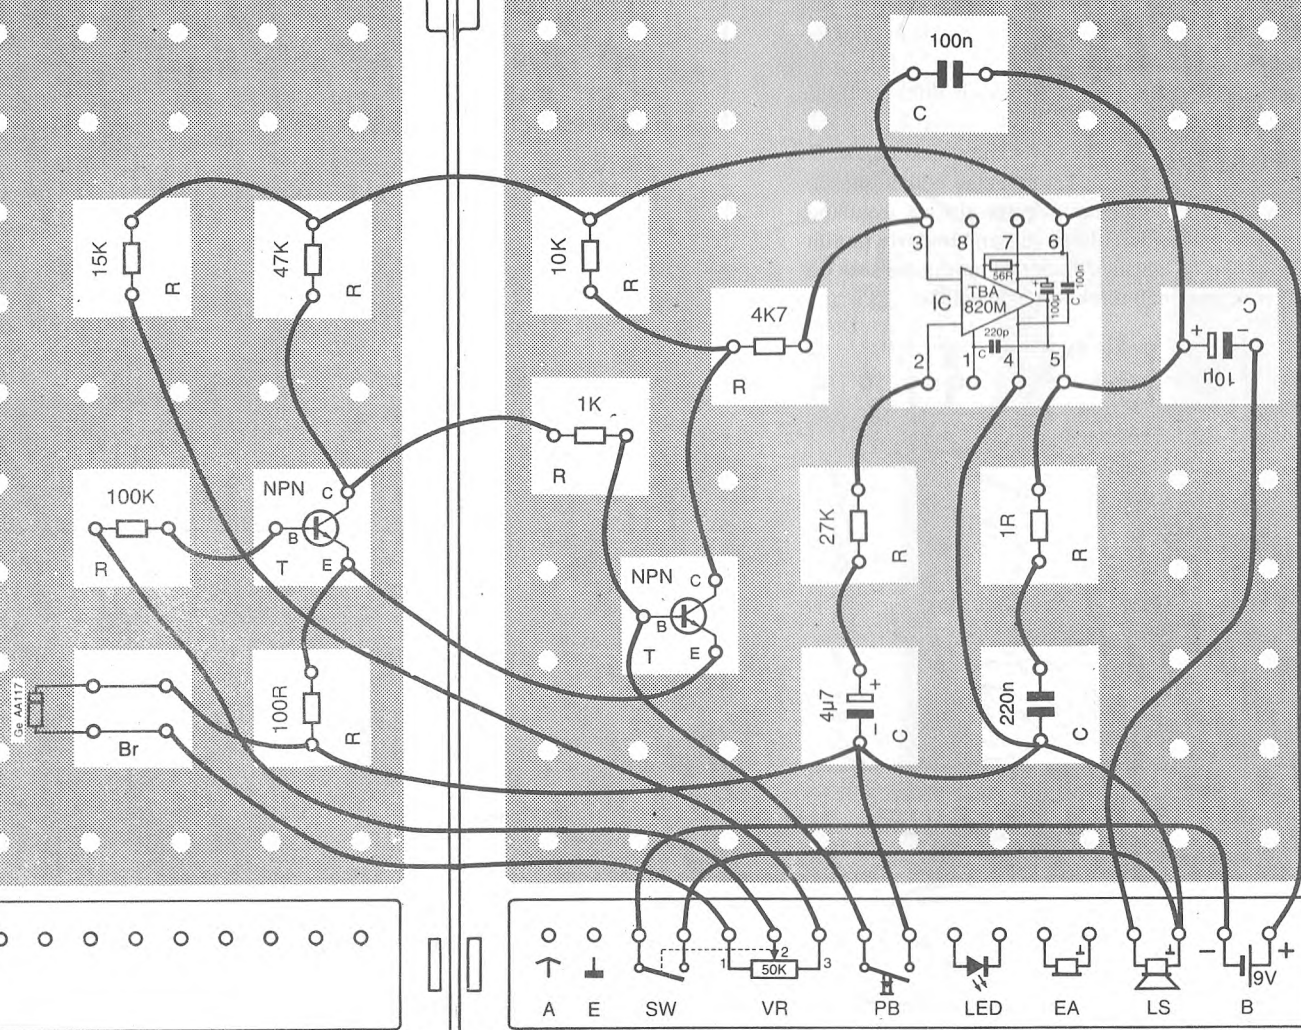 100n
C
15K
R
47K
R
10K
R
4K7
R
3 8 7 6
56R
TBA
820M
IC
100µ
C
100n
220p
C
2 1 4 5
C
+ −
10µ
1K
R
100K
R
NPN
C
B
E
T
27K
R
1R
R
NPN
C
B
E
T
Ge AA117
Br
100R
R
4µ7
+
−
C
220n
C
1 2 3
50K
− +
9V
A E SW VR PB LED EA LS B